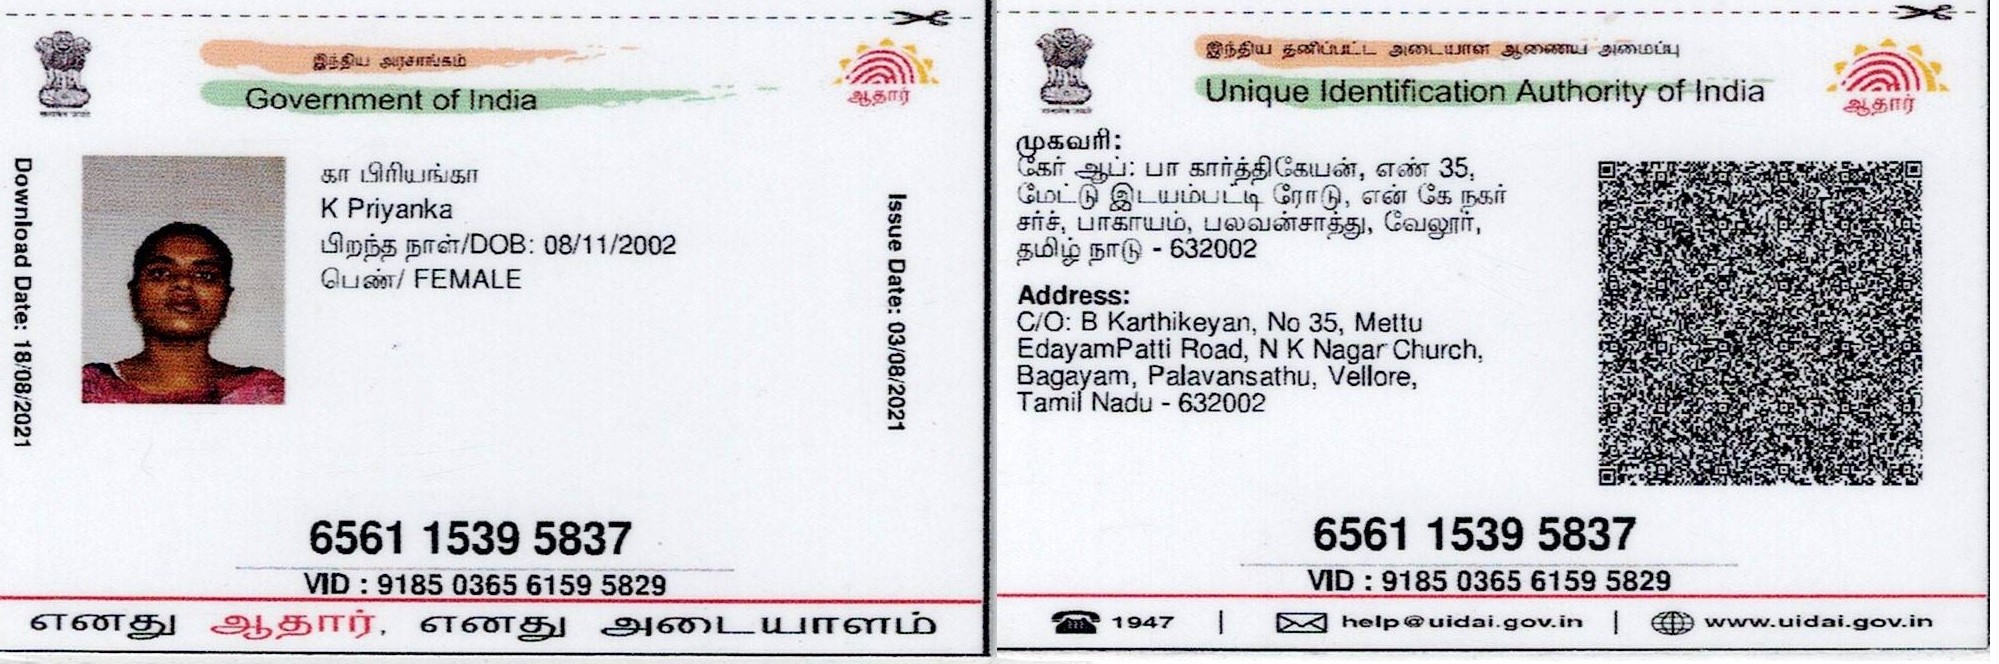 இந்திய அரசாங்கம்
Government of India
ஆதார்
Download Date: 18/08/2021
கா பிரியங்கா
K Priyanka
பிறந்த நாள்/DOB: 08/11/2002
பெண்/ FEMALE
Issue Date: 03/08/2021
6561 1539 5837
VID : 9185 0365 6159 5829
எனது ஆதார், எனது அடையாளம்
இந்திய தனிப்பட்ட அடையாள ஆணைய அமைப்பு
Unique Identification Authority of India
ஆதார்
முகவரி:
கேர் ஆப்: பா கார்த்திகேயன், எண் 35,
மேட்டு இடயம்பட்டி ரோடு, என் கே நகர்
சர்ச், பாகாயம், பலவன்சாத்து, வேலூர்,
தமிழ் நாடு - 632002
Address:
C/O: B Karthikeyan, No 35, Mettu
EdayamPatti Road, N K Nagar Church,
Bagayam, Palavansathu, Vellore,
Tamil Nadu - 632002
6561 1539 5837
VID : 9185 0365 6159 5829
1947 | help@uidai.gov.in | www.uidai.gov.in